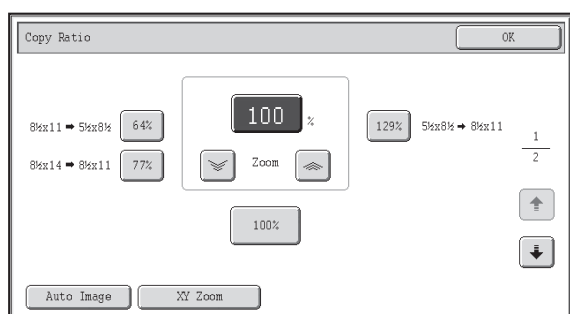 Copy Ratio
OK
8½x11 ➡ 5½x8½ 64%
100 %
129% 5½x8½ ➡ 8½x11
8½x14 ➡ 8½x11 77%
Zoom
1
2
100%
Auto Image
XY Zoom